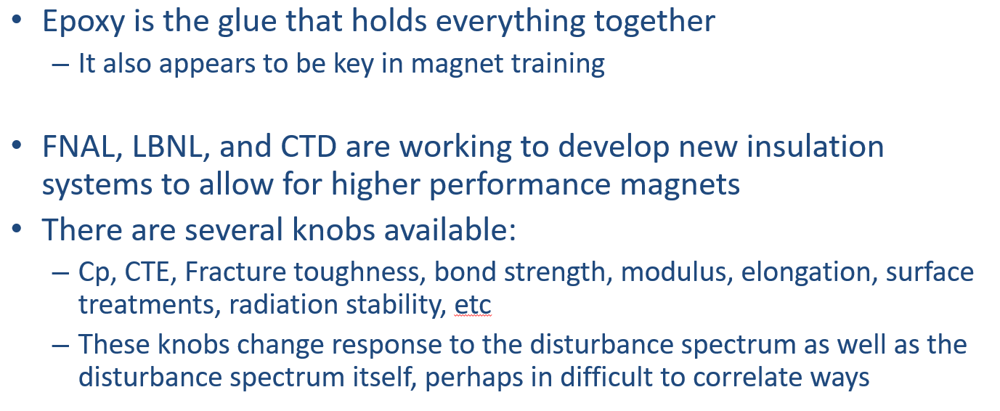 • Epoxy is the glue that holds everything together
– It also appears to be key in magnet training
• FNAL, LBNL, and CTD are working to develop new insulation
systems to allow for higher performance magnets
• There are several knobs available:
– Cp, CTE, Fracture toughness, bond strength, modulus, elongation, surface
treatments, radiation stability, etc
– These knobs change response to the disturbance spectrum as well as the
disturbance spectrum itself, perhaps in difficult to correlate ways